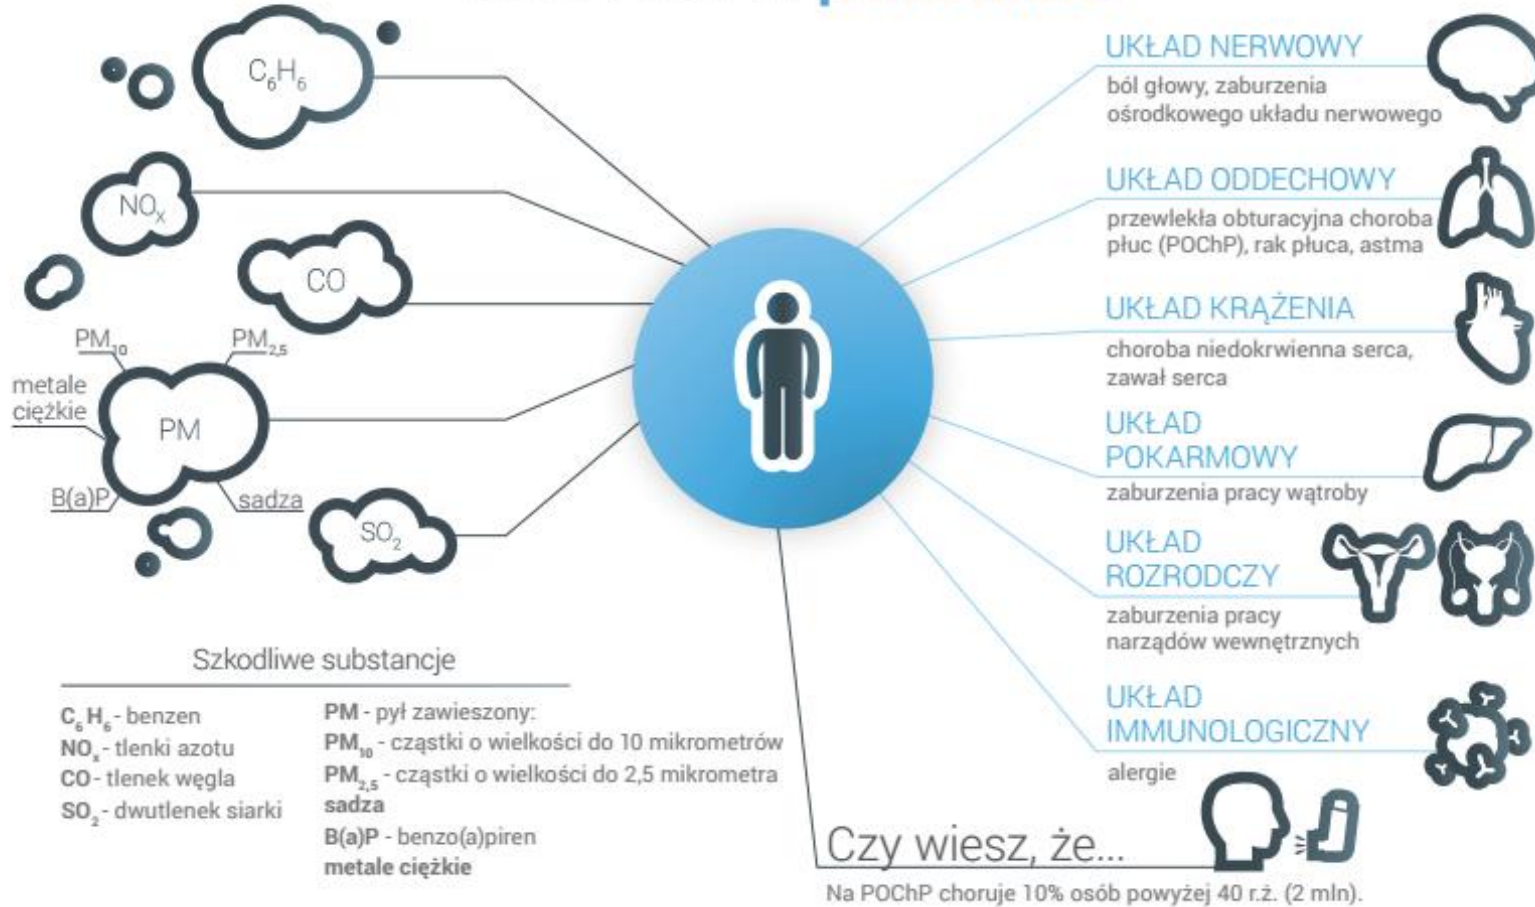 C₆H₆
NOₓ
CO
PM₁₀
PM₂,₅
metale
ciężkie
PM
B(a)P
sadza
SO₂
Szkodliwe substancje
C₆H₆ - benzen
NOₓ - tlenki azotu
CO - tlenek węgla
SO₂ - dwutlenek siarki
PM - pył zawieszony:
PM₁₀ - cząstki o wielkości do 10 mikrometrów
PM₂,₅ - cząstki o wielkości do 2,5 mikrometra
sadza
B(a)P - benzo(a)piren
metale ciężkie
UKŁAD NERWOWY
ból głowy, zaburzenia
ośrodkowego układu nerwowego
UKŁAD ODDECHOWY
przewlekła obturacyjna choroba
płuc (POChP), rak płuca, astma
UKŁAD KRĄŻENIA
choroba niedokrwienna serca,
zawał serca
UKŁAD
POKARMOWY
zaburzenia pracy wątroby
UKŁAD
ROZRODCZY
zaburzenia pracy
narządów wewnętrznych
UKŁAD
IMMUNOLOGICZNY
alergie
Czy wiesz, że...
Na POChP choruje 10% osób powyżej 40 r.ż. (2 mln).